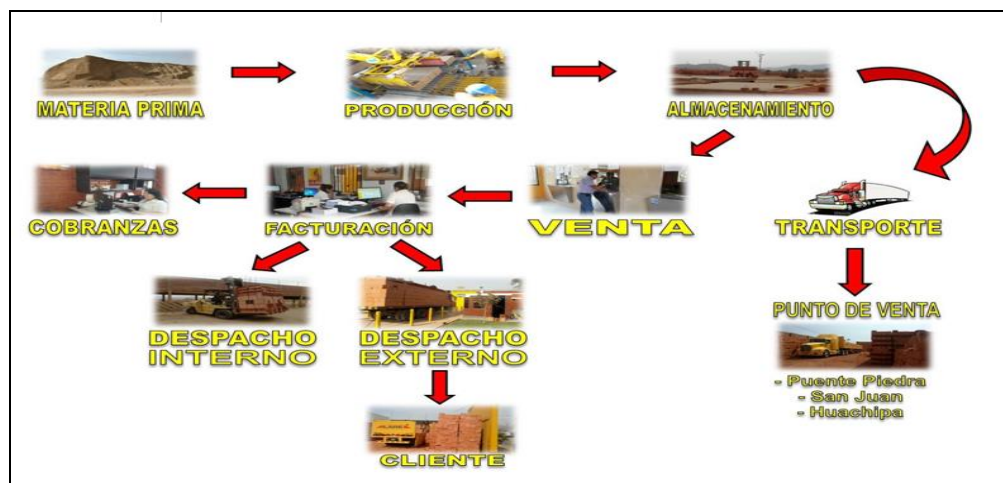 MATERIA PRIMA
PRODUCCIÓN
ALMACENAMIENTO
COBRANZAS
FACTURACIÓN
VENTA
TRANSPORTE
DESPACHO
INTERNO
DESPACHO
EXTERNO
PUNTO DE VENTA
- Puente Piedra
- San Juan
- Huachipa
CLIENTE